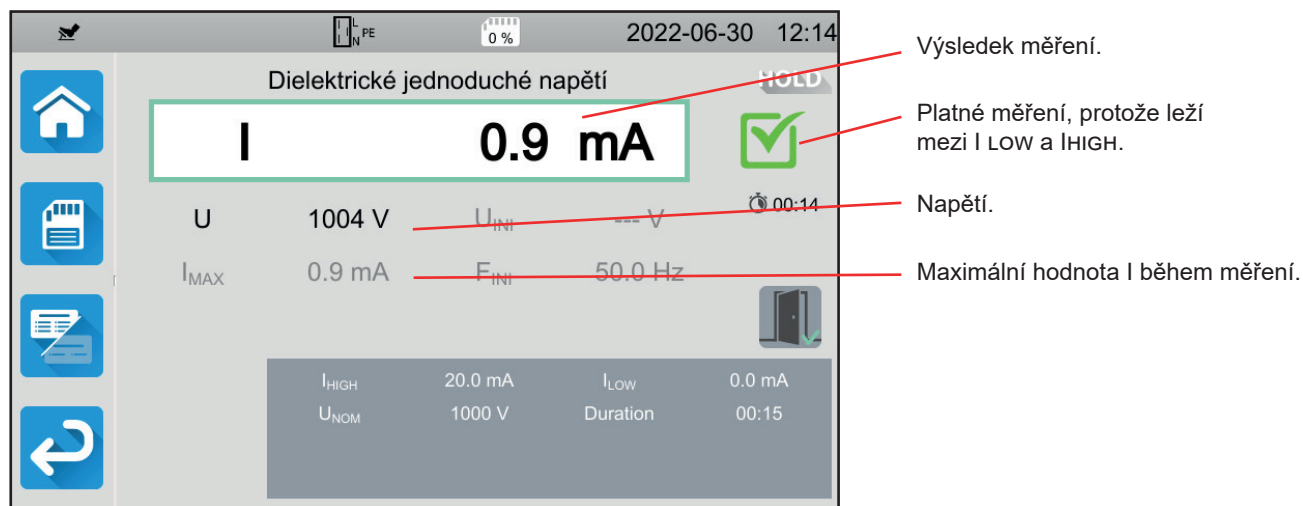 L
N PE
0 %
2022-06-30 12:14
Dielektrické jednoduché napětí
HOLD
I 0.9 mA
00:14
U 1004 V UINI --- V
IMAX 0.9 mA FINI 50.0 Hz
IHIGH 20.0 mA ILOW 0.0 mA
UNOM 1000 V Duration 00:15
Výsledek měření.
Platné měření, protože leží
mezi I LOW a IHIGH.
Napětí.
Maximální hodnota I během měření.